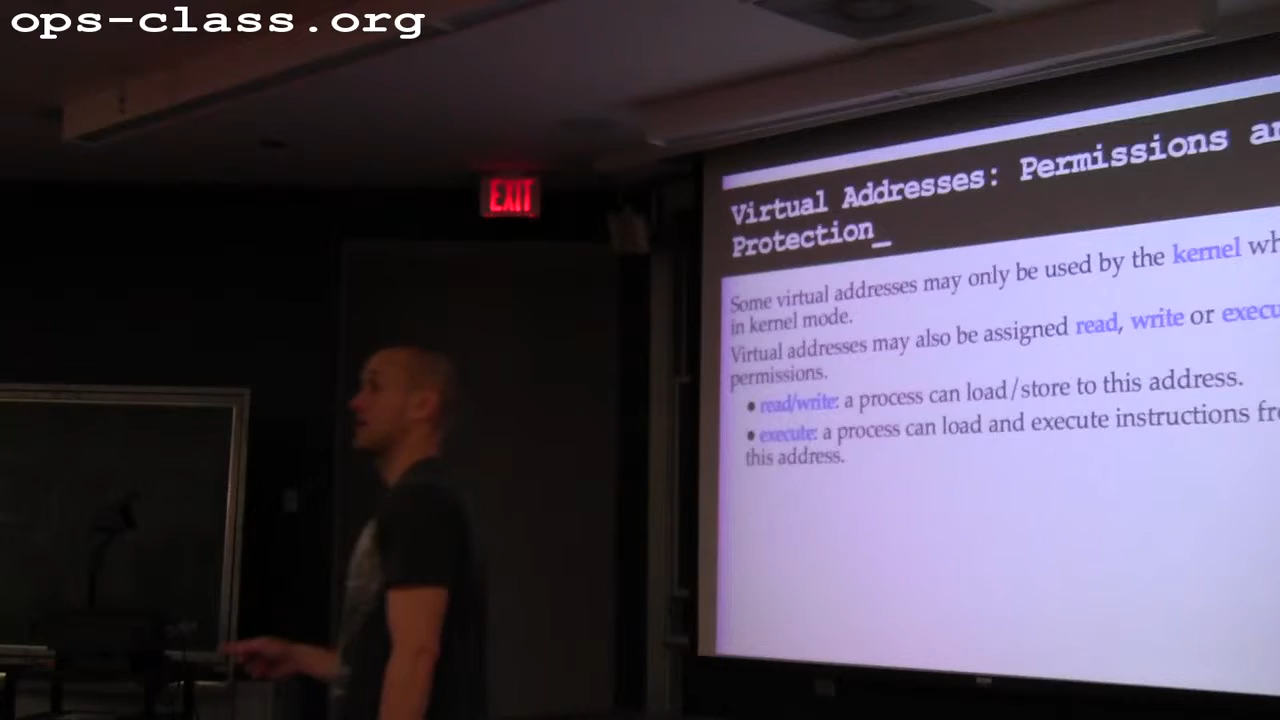 ops-class.org
EXIT
Virtual Addresses: Permissions
Protection_
Some virtual addresses may only be used by the kernel
in kernel mode.
Virtual addresses may also be assigned read, write or
permissions.
• read/write: a process can load/store to this address.
• execute: a process can load and execute instructions
this address.